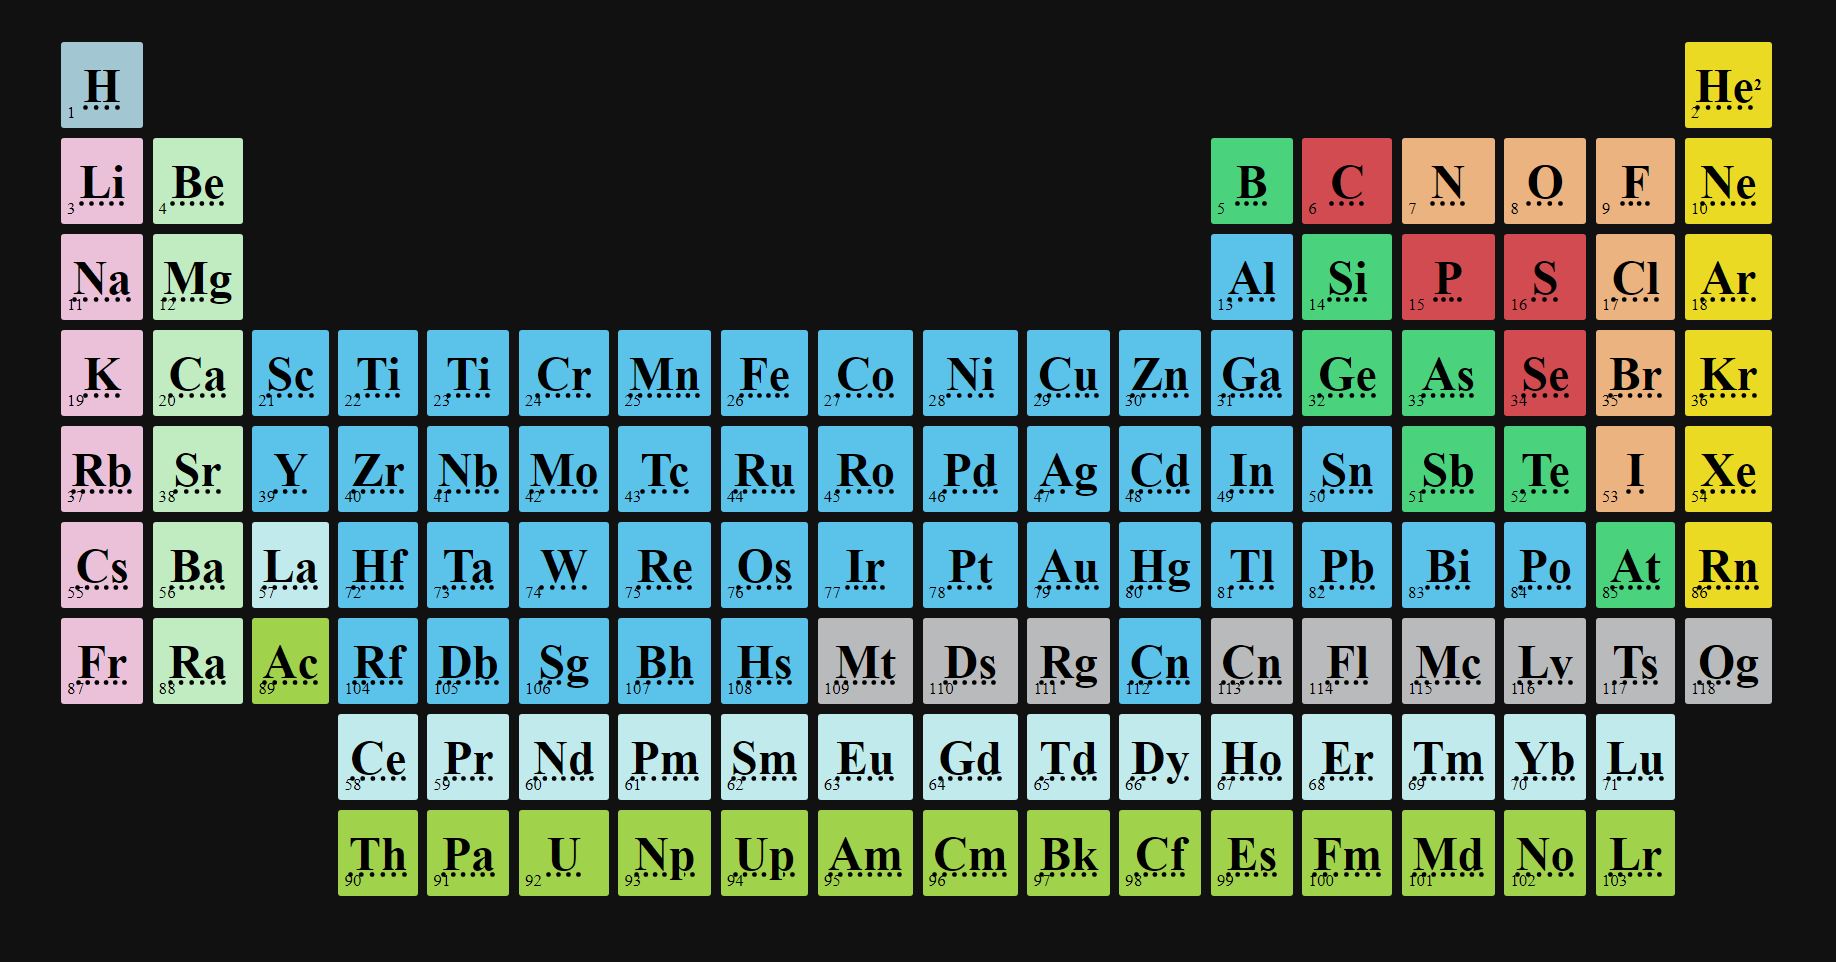 H 1 He² 2
Li 3 Be 4 B 5 C 6 N 7 O 8 F 9 Ne 10
Na 11 Mg 12 Al 13 Si 14 P 15 S 16 Cl 17 Ar 18
K 19 Ca 20 Sc 21 Ti 22 Ti 23 Cr 24 Mn 25 Fe 26 Co 27 Ni 28 Cu 29 Zn 30 Ga 31 Ge 32 As 33 Se 34 Br 35 Kr 36
Rb 37 Sr 38 Y 39 Zr 40 Nb 41 Mo 42 Tc 43 Ru 44 Ro 45 Pd 46 Ag 47 Cd 48 In 49 Sn 50 Sb 51 Te 52 I 53 Xe 54
Cs 55 Ba 56 La 57 Hf 72 Ta 73 W 74 Re 75 Os 76 Ir 77 Pt 78 Au 79 Hg 80 Tl 81 Pb 82 Bi 83 Po 84 At 85 Rn 86
Fr 87 Ra 88 Ac 89 Rf 104 Db 105 Sg 106 Bh 107 Hs 108 Mt 109 Ds 110 Rg 111 Cn 112 Cn 113 Fl 114 Mc 115 Lv 116 Ts 117 Og 118
Ce 58 Pr 59 Nd 60 Pm 61 Sm 62 Eu 63 Gd 64 Td 65 Dy 66 Ho 67 Er 68 Tm 69 Yb 70 Lu 71
Th 90 Pa 91 U 92 Np 93 Up 94 Am 95 Cm 96 Bk 97 Cf 98 Es 99 Fm 100 Md 101 No 102 Lr 103